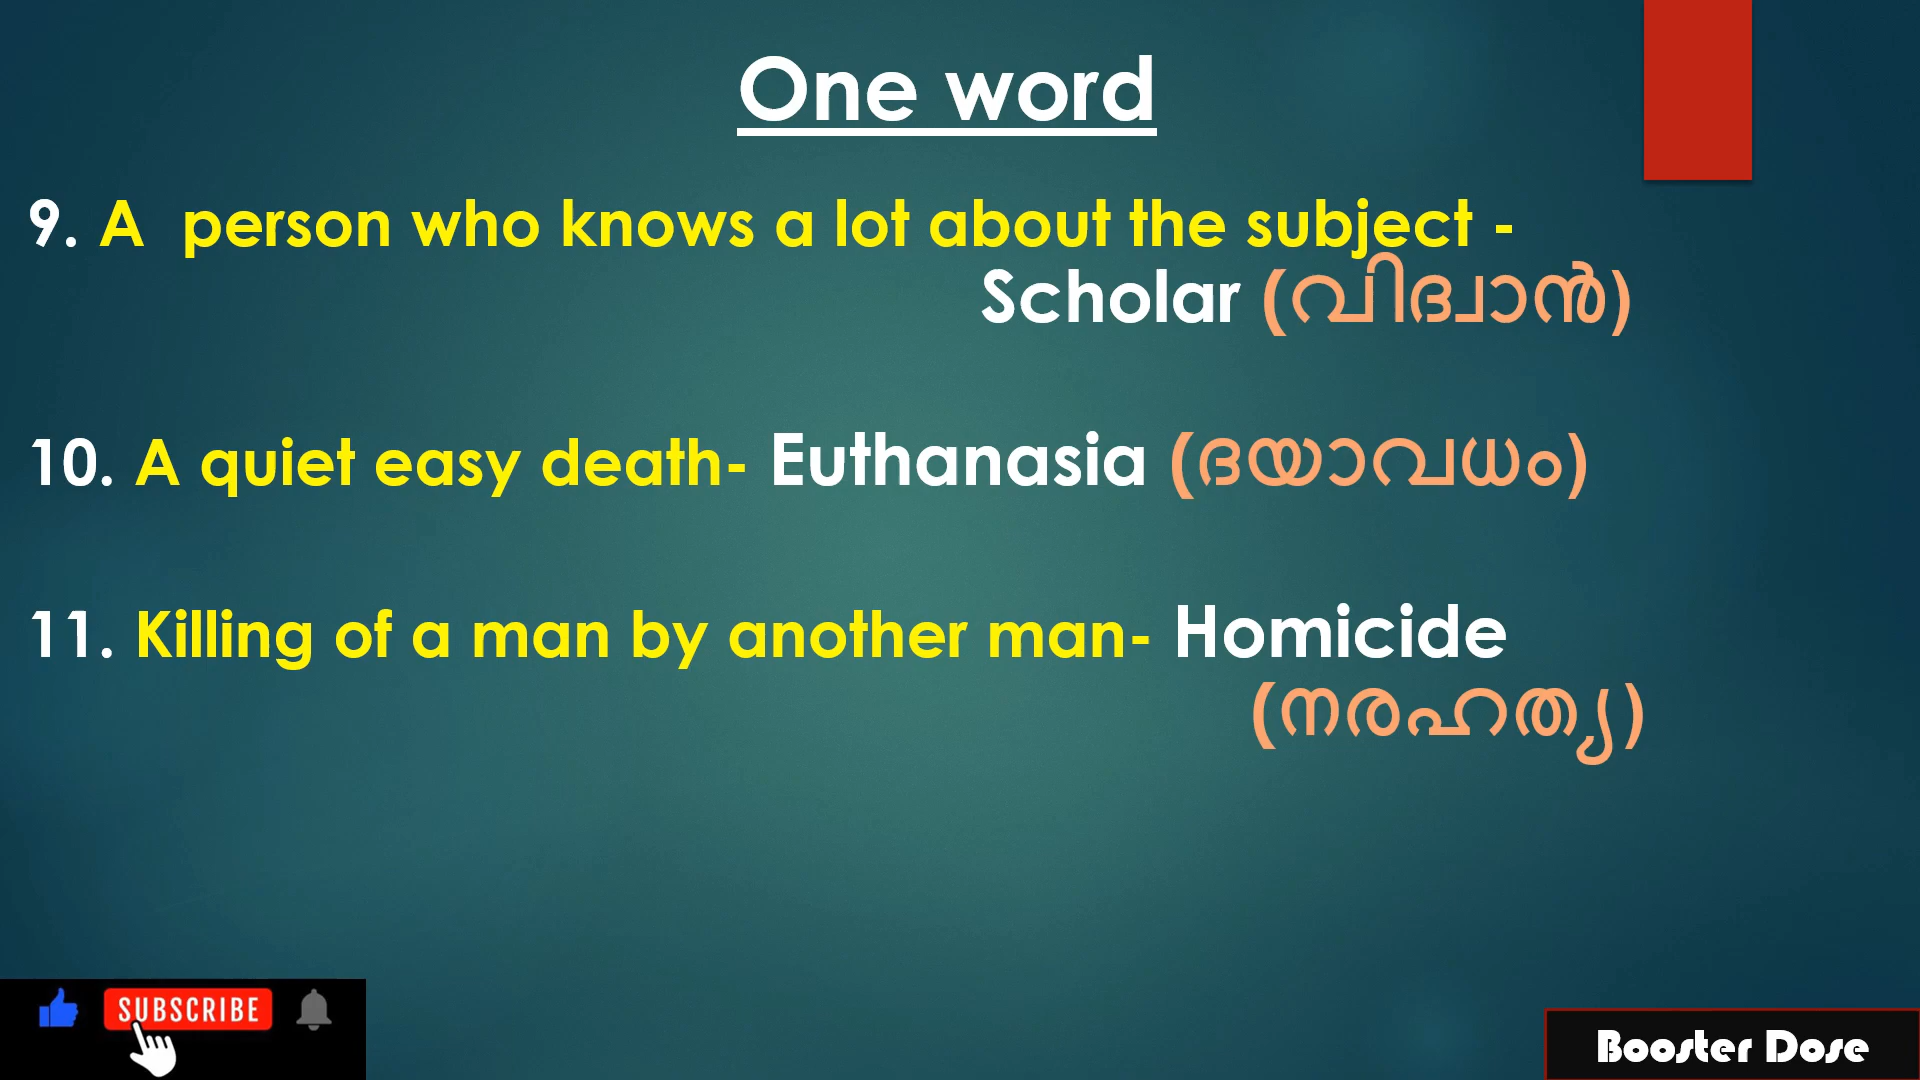 One word
9. A person who knows a lot about the subject -
Scholar (വിദ്വാൻ)
10. A quiet easy death- Euthanasia (ദയാവധം)
11. Killing of a man by another man- Homicide
(നരഹത്യ)
SUBSCRIBE
Booster Dose